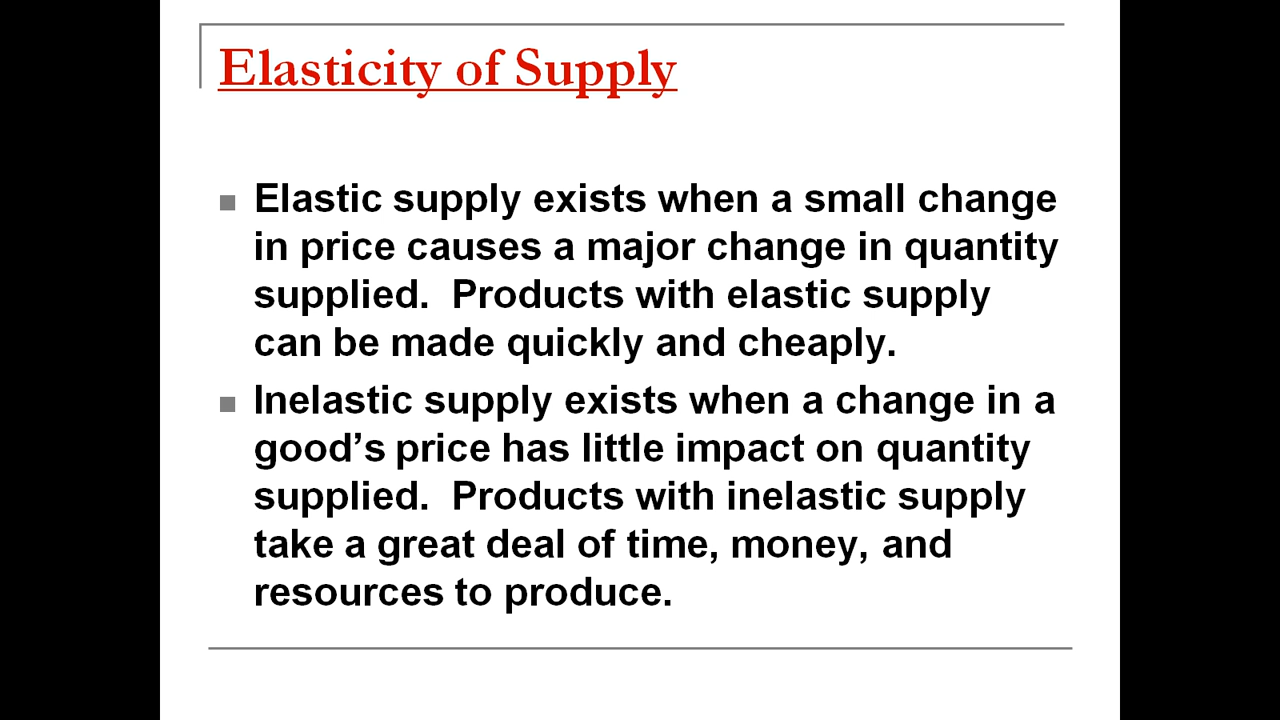 Elasticity of Supply
Elastic supply exists when a small change
in price causes a major change in quantity
supplied.  Products with elastic supply
can be made quickly and cheaply.
Inelastic supply exists when a change in a
good’s price has little impact on quantity
supplied.  Products with inelastic supply
take a great deal of time, money, and
resources to produce.